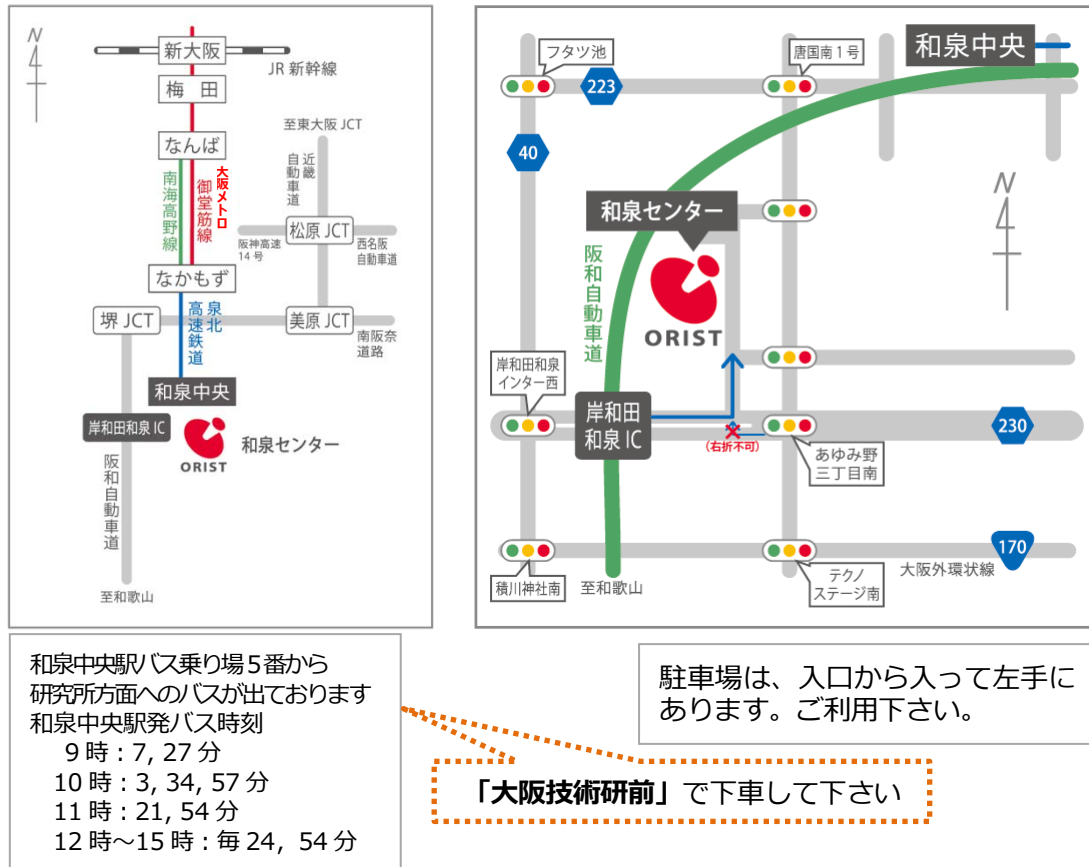 N
新大阪
JR 新幹線
梅田
至東大阪 JCT
なんば
近畿
自動車道
南海高野線
大阪メトロ
御堂筋線
松原 JCT
阪神高速
14 号
西名阪
自動車道
なかもず
泉北
高速鉄道
堺 JCT
美原 JCT
南阪奈
道路
和泉中央
岸和田和泉 IC
ORIST
和泉センター
阪和自動車道
至和歌山
フタツ池
唐国南 1 号
和泉中央
223
40
N
和泉センター
阪和自動車道
ORIST
岸和田和泉
インター西
岸和田
和泉 IC
(右折不可)
230
あゆみ野
三丁目南
170
大阪外環状線
積川神社南
至和歌山
テクノ
ステージ南
和泉中央駅バス乗り場5番から
研究所方面へのバスが出ております
和泉中央駅発バス時刻
9 時 : 7, 27 分
10 時 : 3, 34, 57 分
11 時 : 21, 54 分
12 時～15 時 : 毎 24, 54 分
駐車場は、入口から入って左手に
あります。ご利用下さい。
「大阪技術研前」で下車して下さい